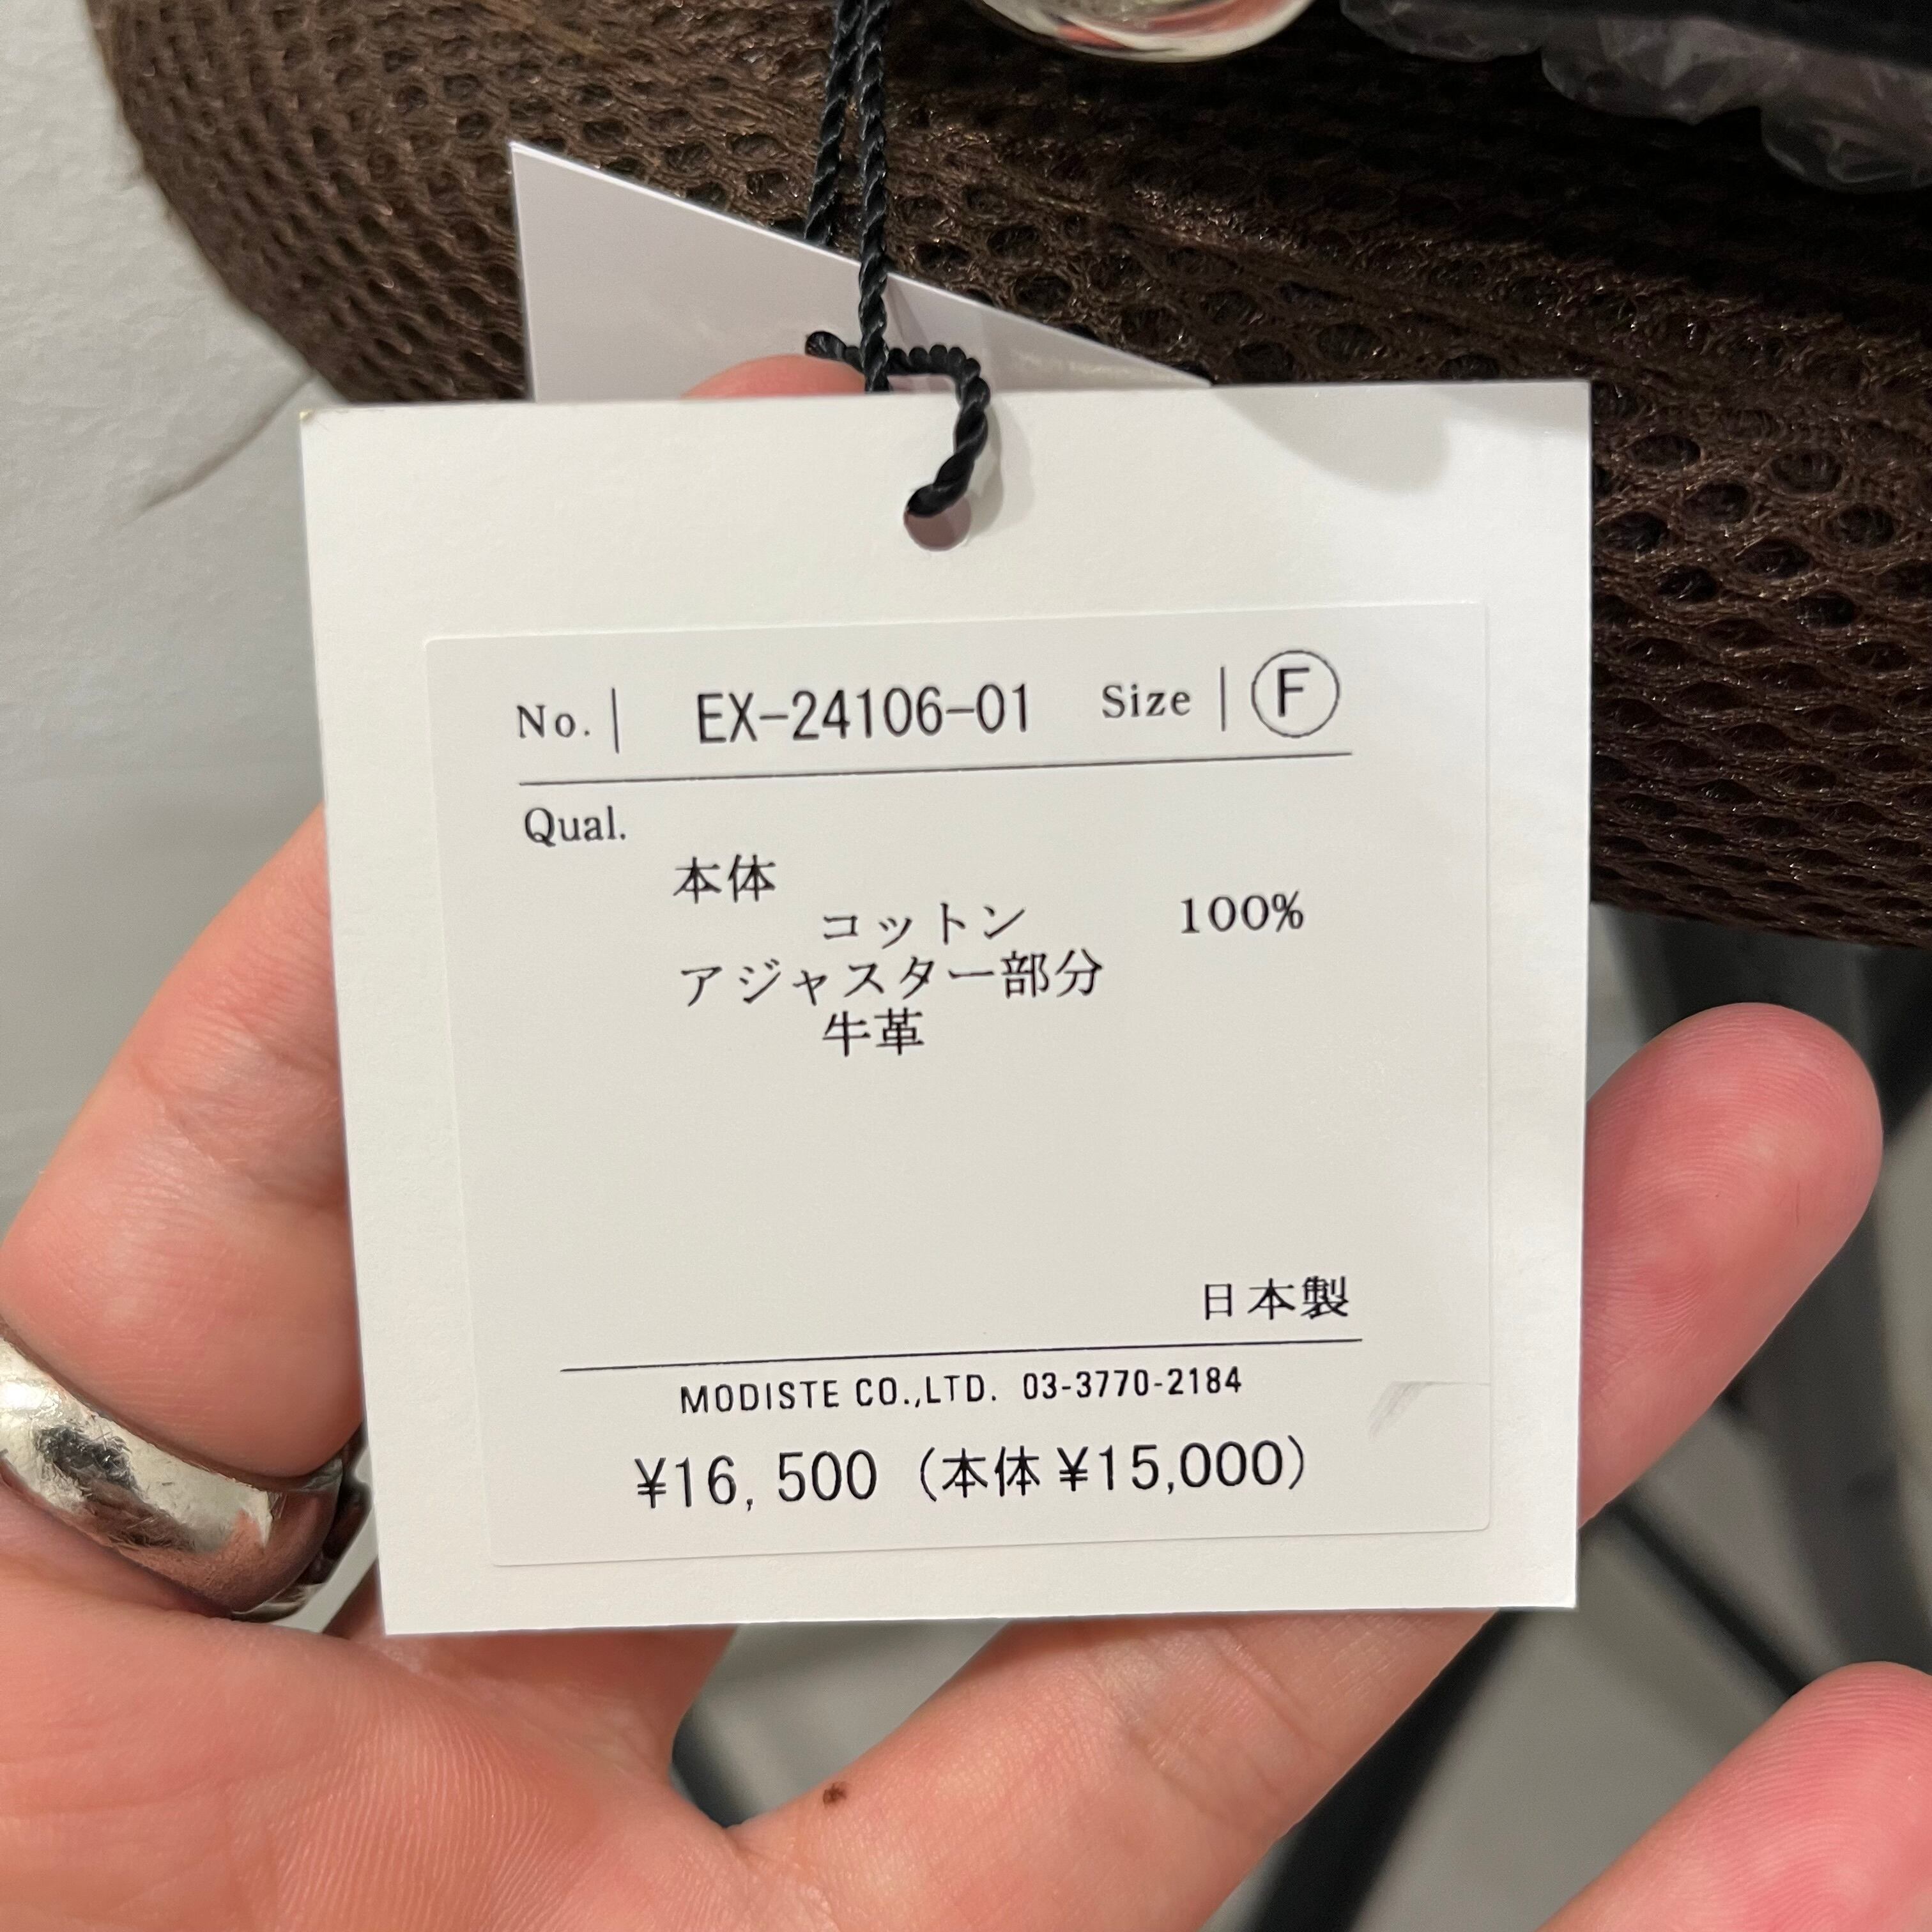 No. | EX-24106-01 Size | Ⓕ
Qual.
本体
コットン 100%
アジャスター部分
牛革
日本製
MODISTE CO.,LTD. 03-3770-2184
¥16,500 (本体¥15,000)